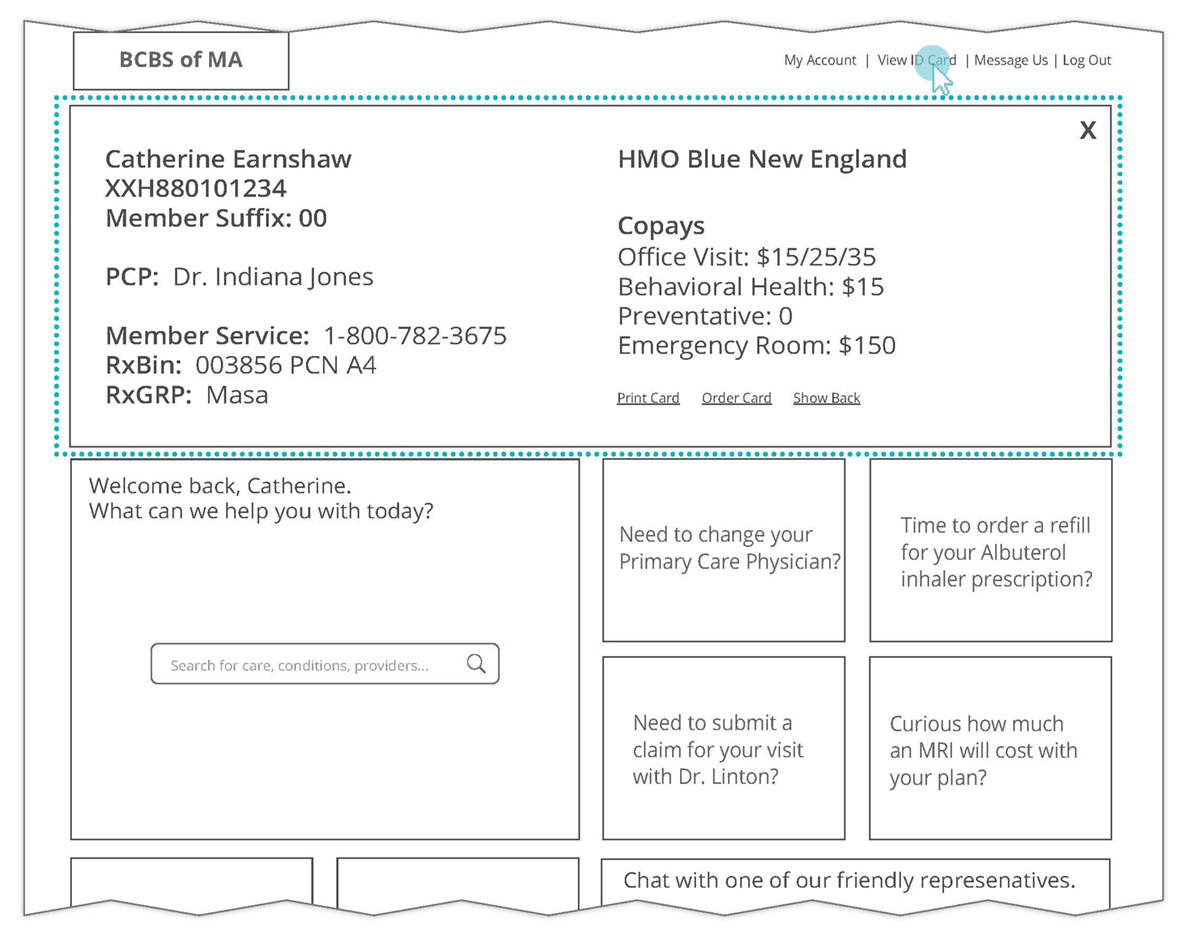 BCBS of MA
My Account | View ID Card | Message Us | Log Out
X
Catherine Earnshaw
XXH880101234
Member Suffix: 00
PCP: Dr. Indiana Jones
Member Service: 1-800-782-3675
RxBin: 003856 PCN A4
RxGRP: Masa
HMO Blue New England
Copays
Office Visit: $15/25/35
Behavioral Health: $15
Preventative: 0
Emergency Room: $150
Print Card Order Card Show Back
Welcome back, Catherine.
What can we help you with today?
Search for care, conditions, providers...
Need to change your
Primary Care Physician?
Time to order a refill
for your Albuterol
inhaler prescription?
Need to submit a
claim for your visit
with Dr. Linton?
Curious how much
an MRI will cost with
your plan?
Chat with one of our friendly represenatives.